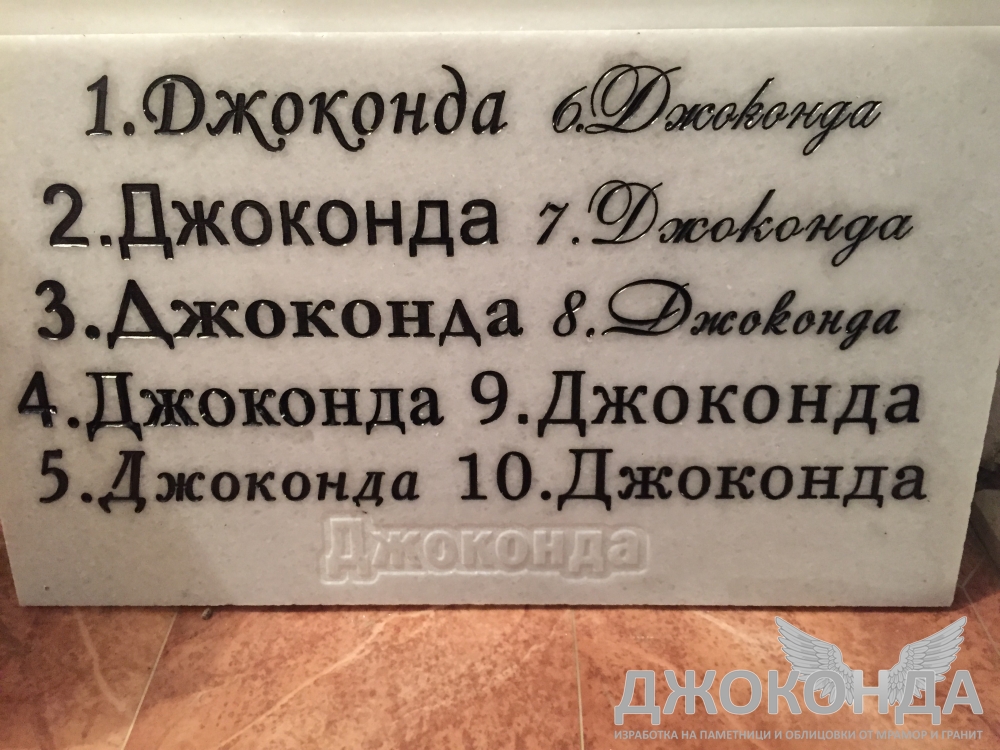 1.Джоконда 6.Джоконда
2.Джоконда 7.Джоконда
3.Джоконда 8.Джоконда
4.Джоконда 9.Джоконда
5.Джоконда 10.Джоконда
Джоконда
ДЖОКОНДА
ИЗРАБОТКА НА ПАМЕТНИЦИ И ОБЛИЦОВКИ ОТ МРАМОР И ГРАНИТ